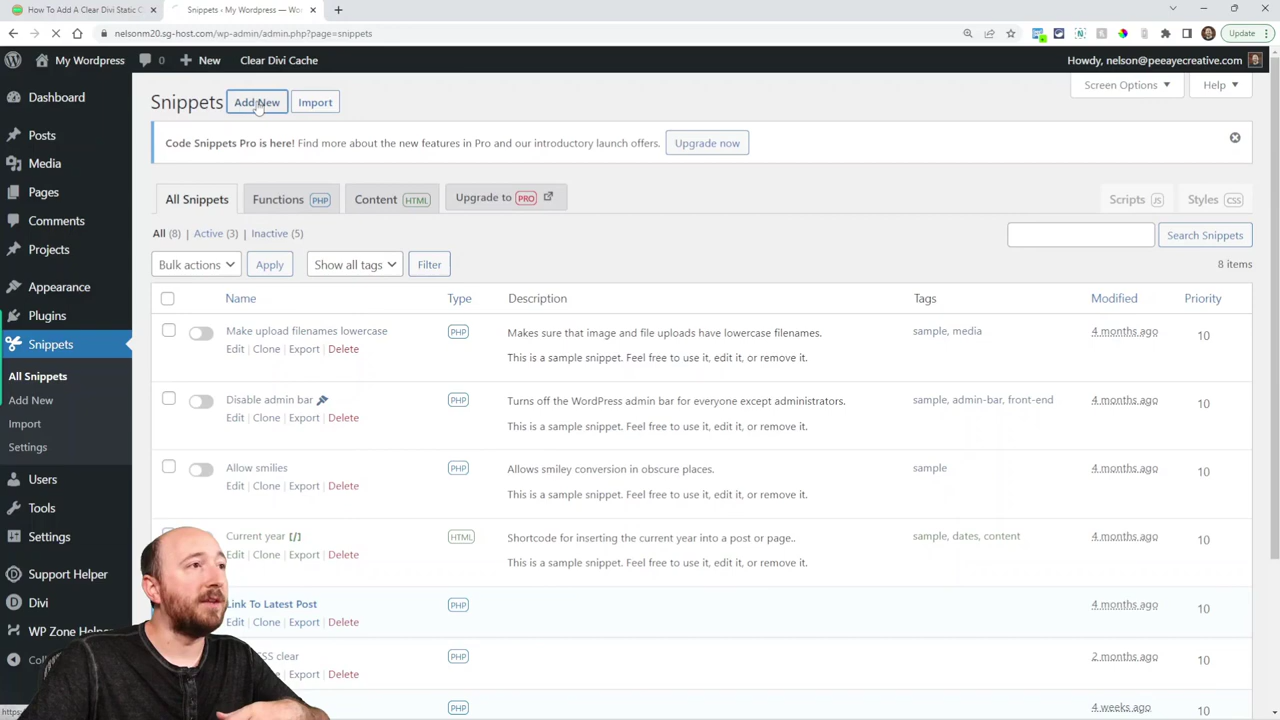 How To Add A Clear Divi Static C
Snippets ‹ My Wordpress — Wo
nelsonm20.sg-host.com/wp-admin/admin.php?page=snippets
Update
My Wordpress 0 New Clear Divi Cache
Howdy, nelson@peeayecreative.com
Dashboard
Posts
Media
Pages
Comments
Projects
Appearance
Plugins
Snippets
All Snippets
Add New
Import
Settings
Users
Tools
Settings
Support Helper
Divi
WP Zone Help
Snippets Add New Import
Screen Options Help
Code Snippets Pro is here! Find more about the new features in Pro and our introductory launch offers. Upgrade now
All Snippets Functions PHP Content HTML Upgrade to PRO Scripts JS Styles CSS
All (8) | Active (3) | Inactive (5)
Search Snippets
Bulk actions Apply Show all tags Filter
8 items
Name Type Description Tags Modified Priority
Make upload filenames lowercase PHP Makes sure that image and file uploads have lowercase filenames. sample, media 4 months ago 10
Edit | Clone | Export | Delete This is a sample snippet. Feel free to use it, edit it, or remove it.
Disable admin bar PHP Turns off the WordPress admin bar for everyone except administrators. sample, admin-bar, front-end 4 months ago 10
Edit | Clone | Export | Delete This is a sample snippet. Feel free to use it, edit it, or remove it.
Allow smilies PHP Allows smiley conversion in obscure places. sample 4 months ago 10
Edit | Clone | Export | Delete This is a sample snippet. Feel free to use it, edit it, or remove it.
Current year [/] HTML Shortcode for inserting the current year into a post or page.. sample, dates, content 4 months ago 10
Edit | Clone | Export | Delete This is a sample snippet. Feel free to use it, edit it, or remove it.
Link To Latest Post PHP 4 months ago 10
Edit | Clone | Export | Delete
SS clear PHP 2 months ago 10
Export | Delete
PHP 4 weeks ago 10